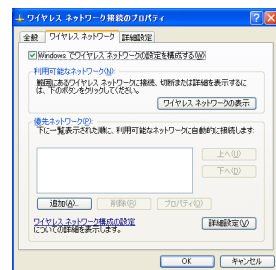 ワイヤレス ネットワーク接続のプロパティ
全般
ワイヤレス ネットワーク
詳細設定
Windows でワイヤレス ネットワークの設定を構成する(W)
利用可能なネットワーク(N):
範囲にあるワイヤレス ネットワークに接続、切断または詳細を表示するに
は、下のボタンをクリックしてください。
ワイヤレス ネットワークの表示
優先ネットワーク(P):
下に一覧表示された順に、利用可能なネットワークに自動的に接続します:
上へ(U)
下へ(D)
追加(A)...
削除(R)
プロパティ(O)
ワイヤレス ネットワーク構成の設定
についての詳細を表示します。
詳細設定(V)
OK
キャンセル